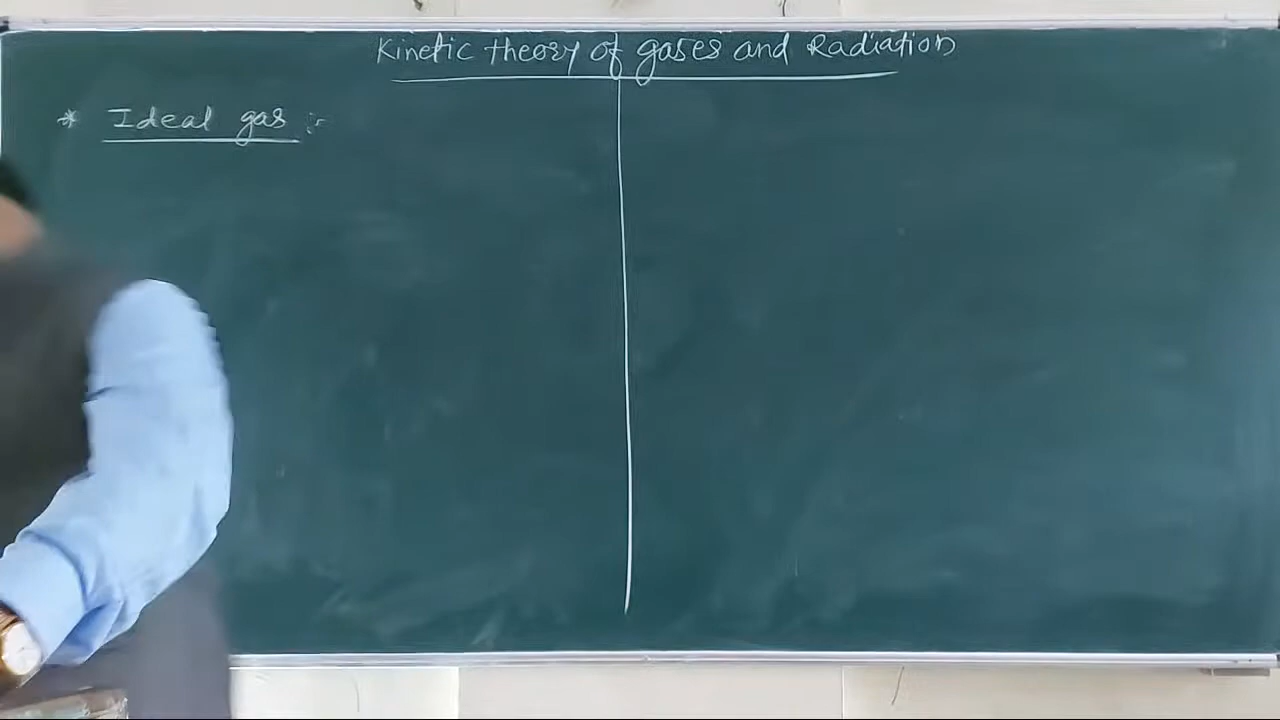 Kinetic theory of gases and Radiation
* Ideal gas :-